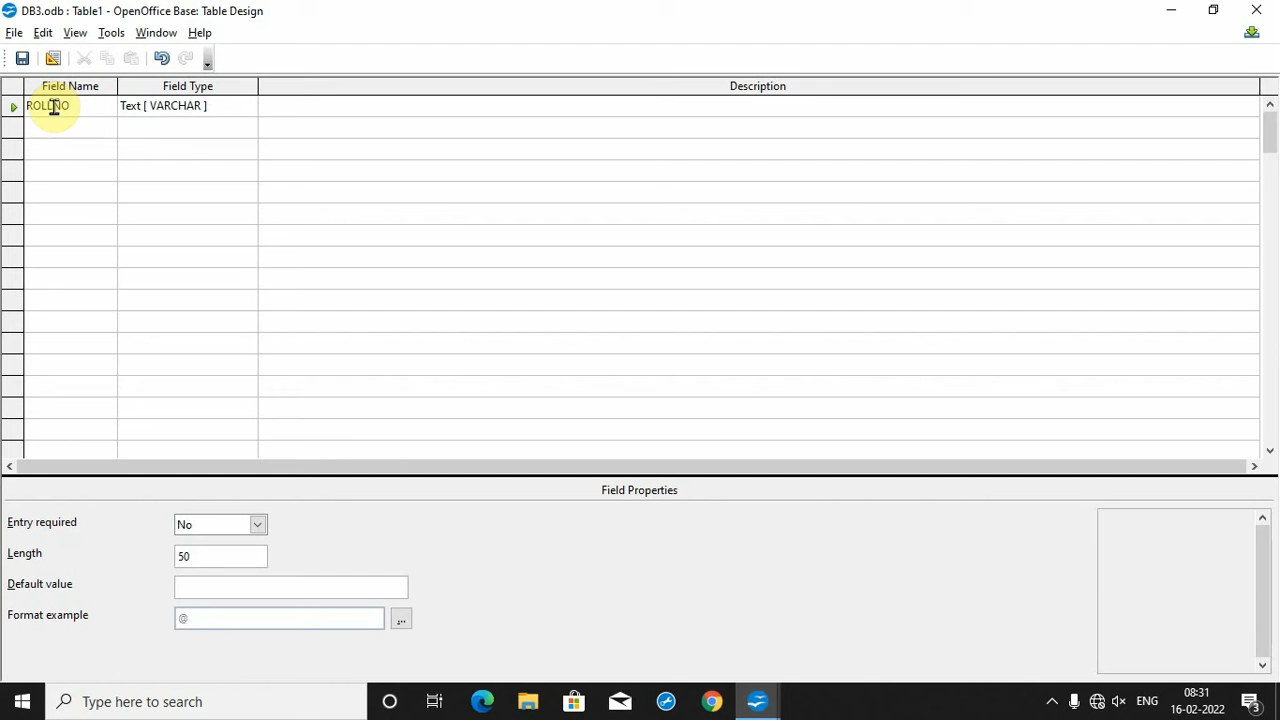 DB3.odb : Table1 - OpenOffice Base: Table Design
File Edit View Tools Window Help
Field Name Field Type Description
ROLLNO Text [ VARCHAR ]
Field Properties
Entry required No
Length 50
Default value
Format example @ ...
Type here to search
ENG
08:31
16-02-2022
3